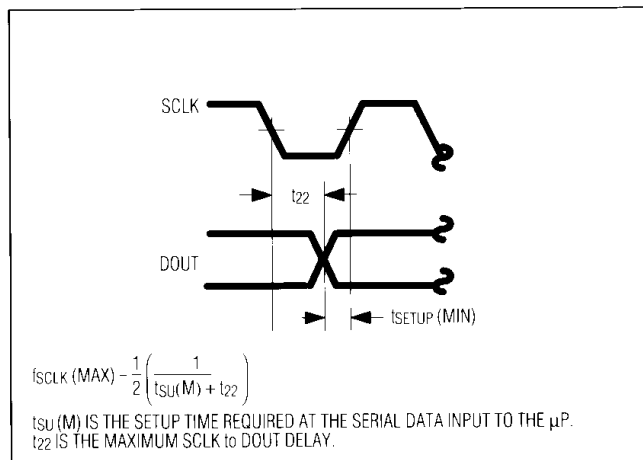 SCLK
t22
DOUT
tSETUP (MIN)
fSCLK (MAX) = 1/2 ( 1 / tSU(M) + t22 )
tSU (M) IS THE SETUP TIME REQUIRED AT THE SERIAL DATA INPUT TO THE µP.
t22 IS THE MAXIMUM SCLK to DOUT DELAY.